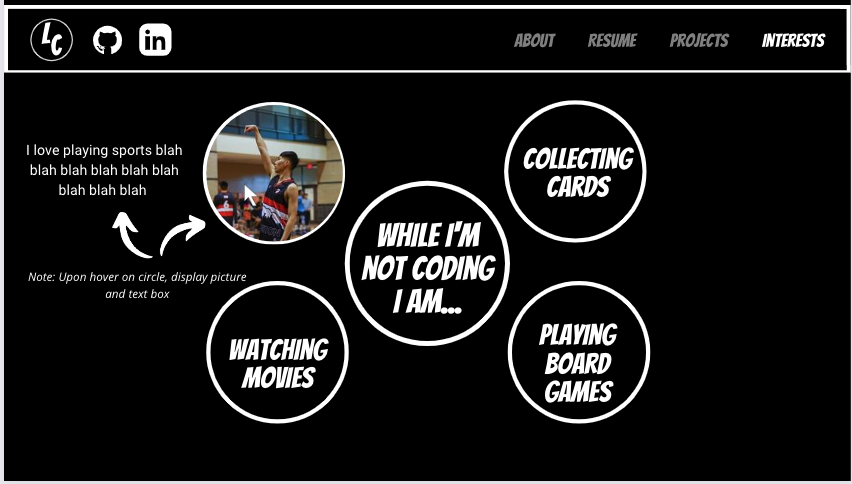 LC
in
ABOUT
RESUME
PROJECTS
INTERESTS
I love playing sports blah
blah blah blah blah blah
blah blah blah
Note: Upon hover on circle, display picture
and text box
COLLECTING
CARDS
WHILE I'M
NOT CODING
I AM...
WATCHING
MOVIES
PLAYING
BOARD
GAMES